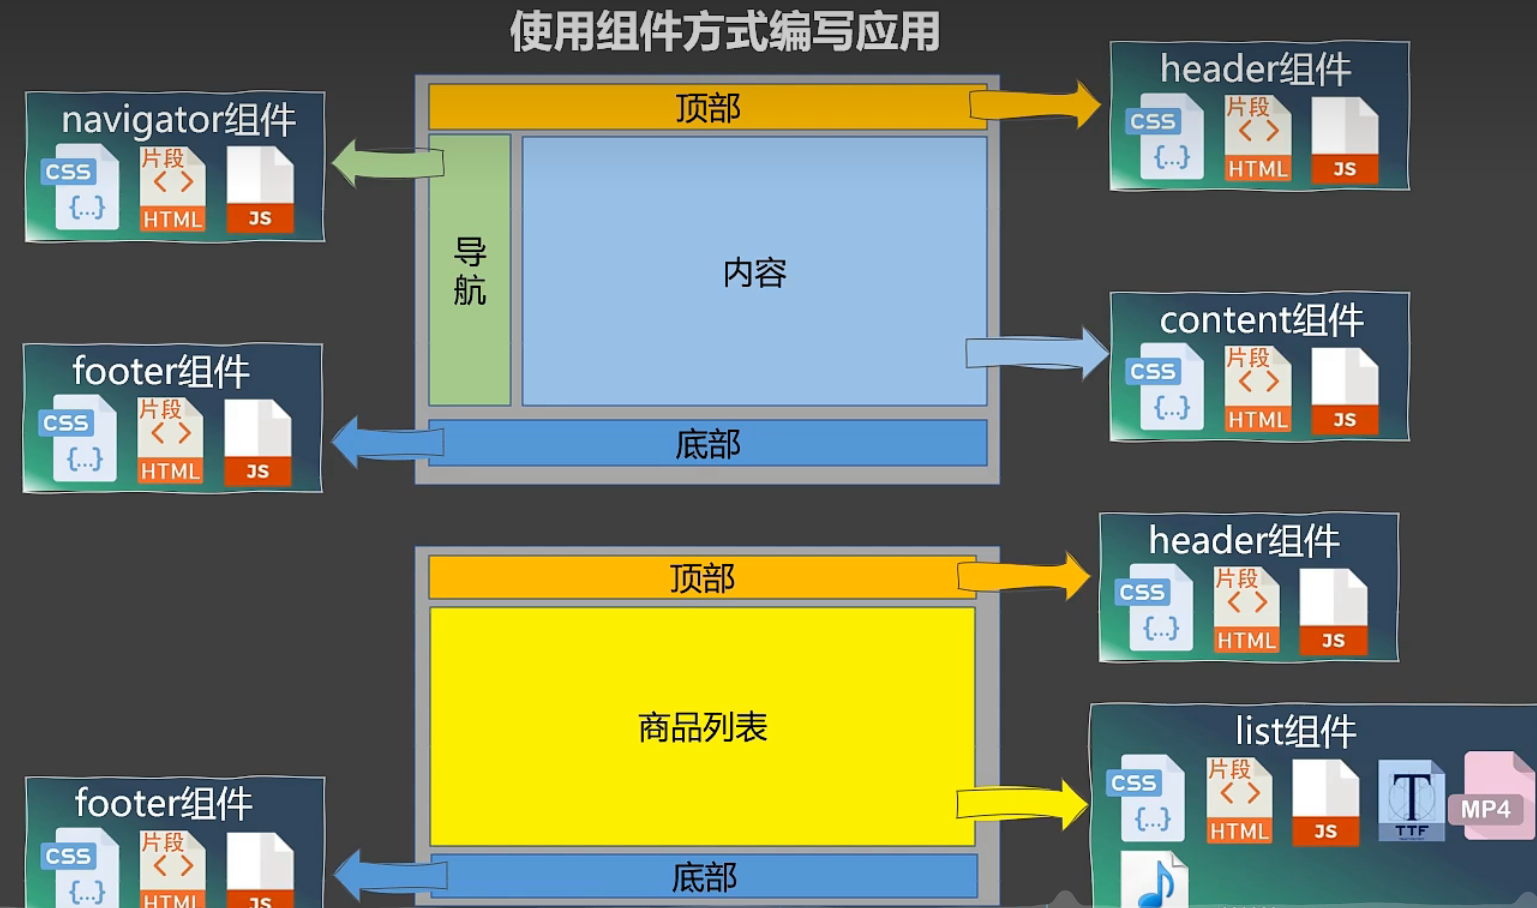 使用组件方式编写应用
navigator组件
CSS
{...}
片段
< >
HTML
JS
顶部
header组件
CSS
{...}
片段
< >
HTML
JS
导
航
内容
footer组件
CSS
{...}
片段
< >
HTML
JS
content组件
CSS
{...}
片段
< >
HTML
JS
底部
顶部
header组件
CSS
{...}
片段
< >
HTML
JS
商品列表
list组件
CSS
{...}
片段
< >
HTML
JS
T
TTF
MP4
footer组件
CSS
{...}
片段
< >
HTML
JS
底部